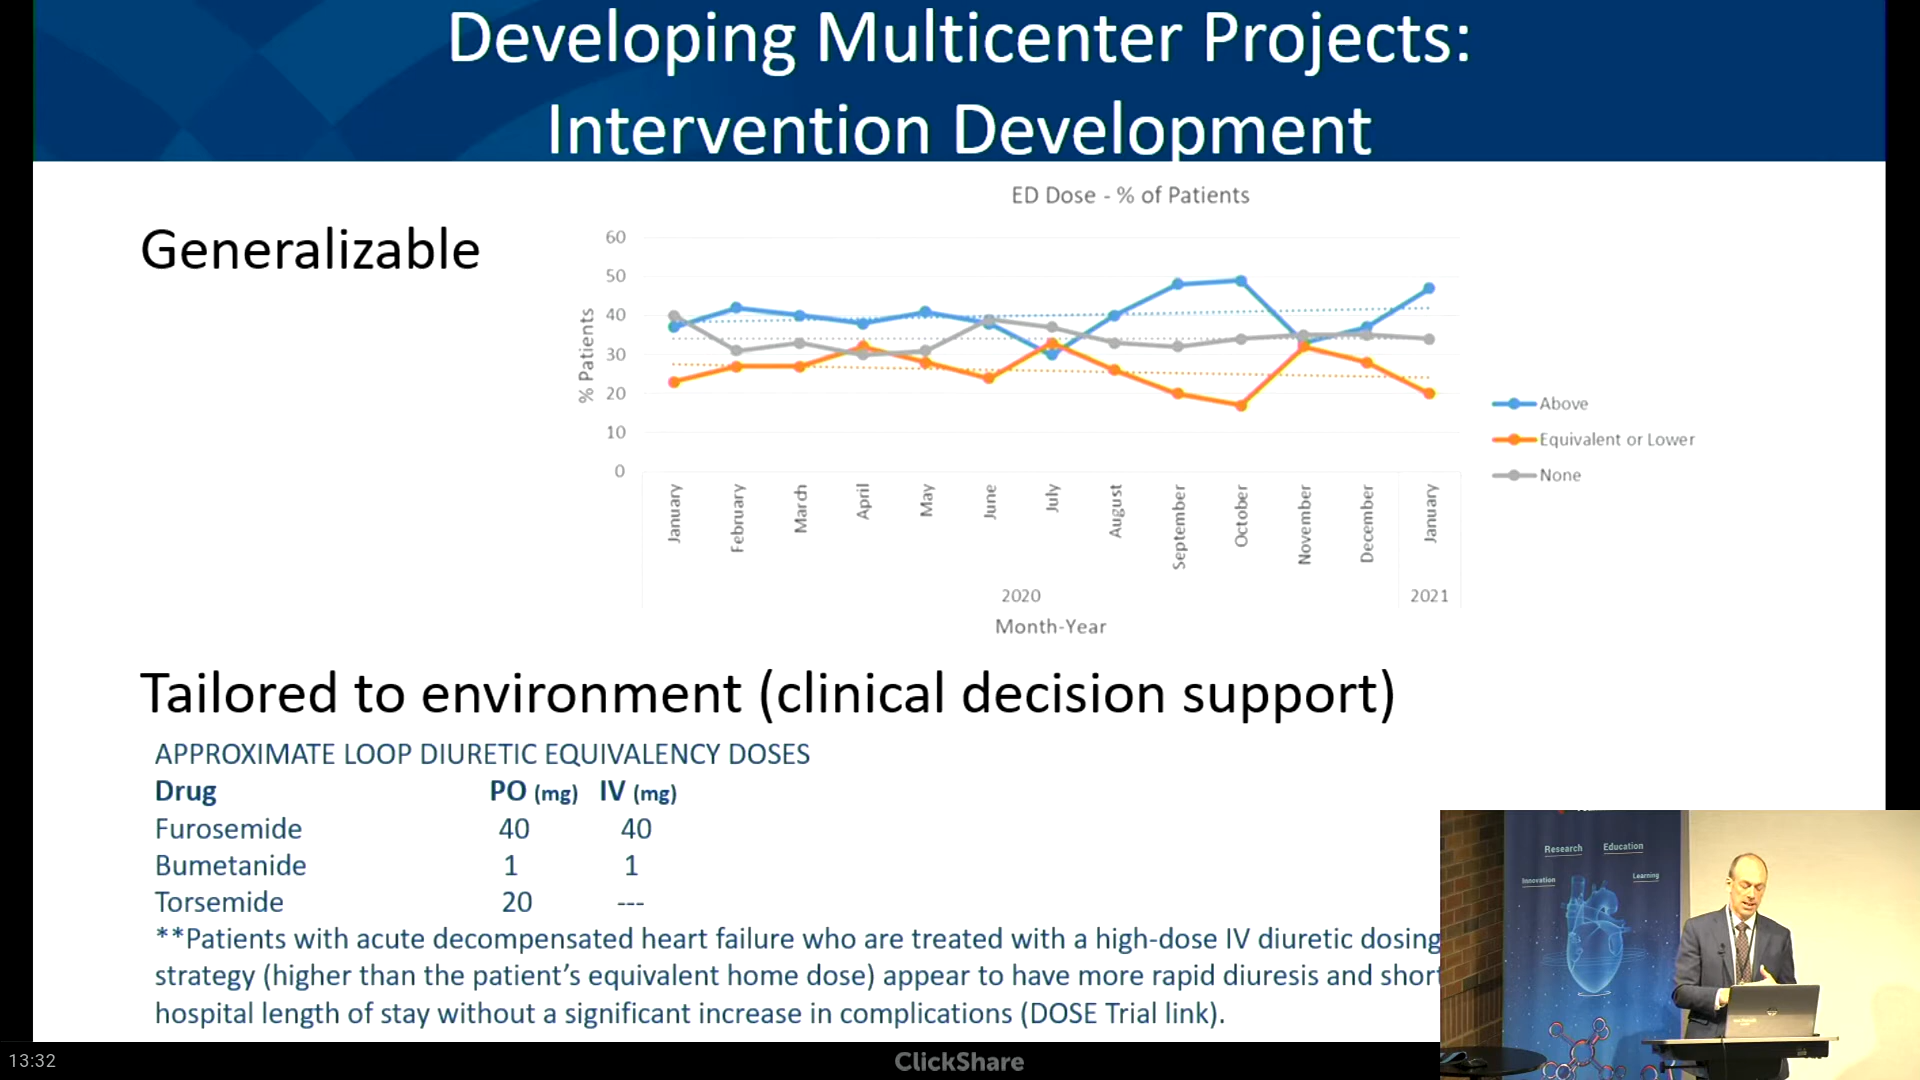 Developing Multicenter Projects:
Intervention Development
Generalizable
ED Dose - % of Patients
% Patients
60
50
40
30
20
10
0
January
February
March
April
May
June
July
August
September
October
November
December
January
2020
2021
Month-Year
Above
Equivalent or Lower
None
Tailored to environment (clinical decision support)
APPROXIMATE LOOP DIURETIC EQUIVALENCY DOSES
Drug PO (mg) IV (mg)
Furosemide 40 40
Bumetanide 1 1
Torsemide 20 ---
**Patients with acute decompensated heart failure who are treated with a high-dose IV diuretic dosing
strategy (higher than the patient's equivalent home dose) appear to have more rapid diuresis and short
hospital length of stay without a significant increase in complications (DOSE Trial link).
Research Education
Innovation Learning
13:32
ClickShare